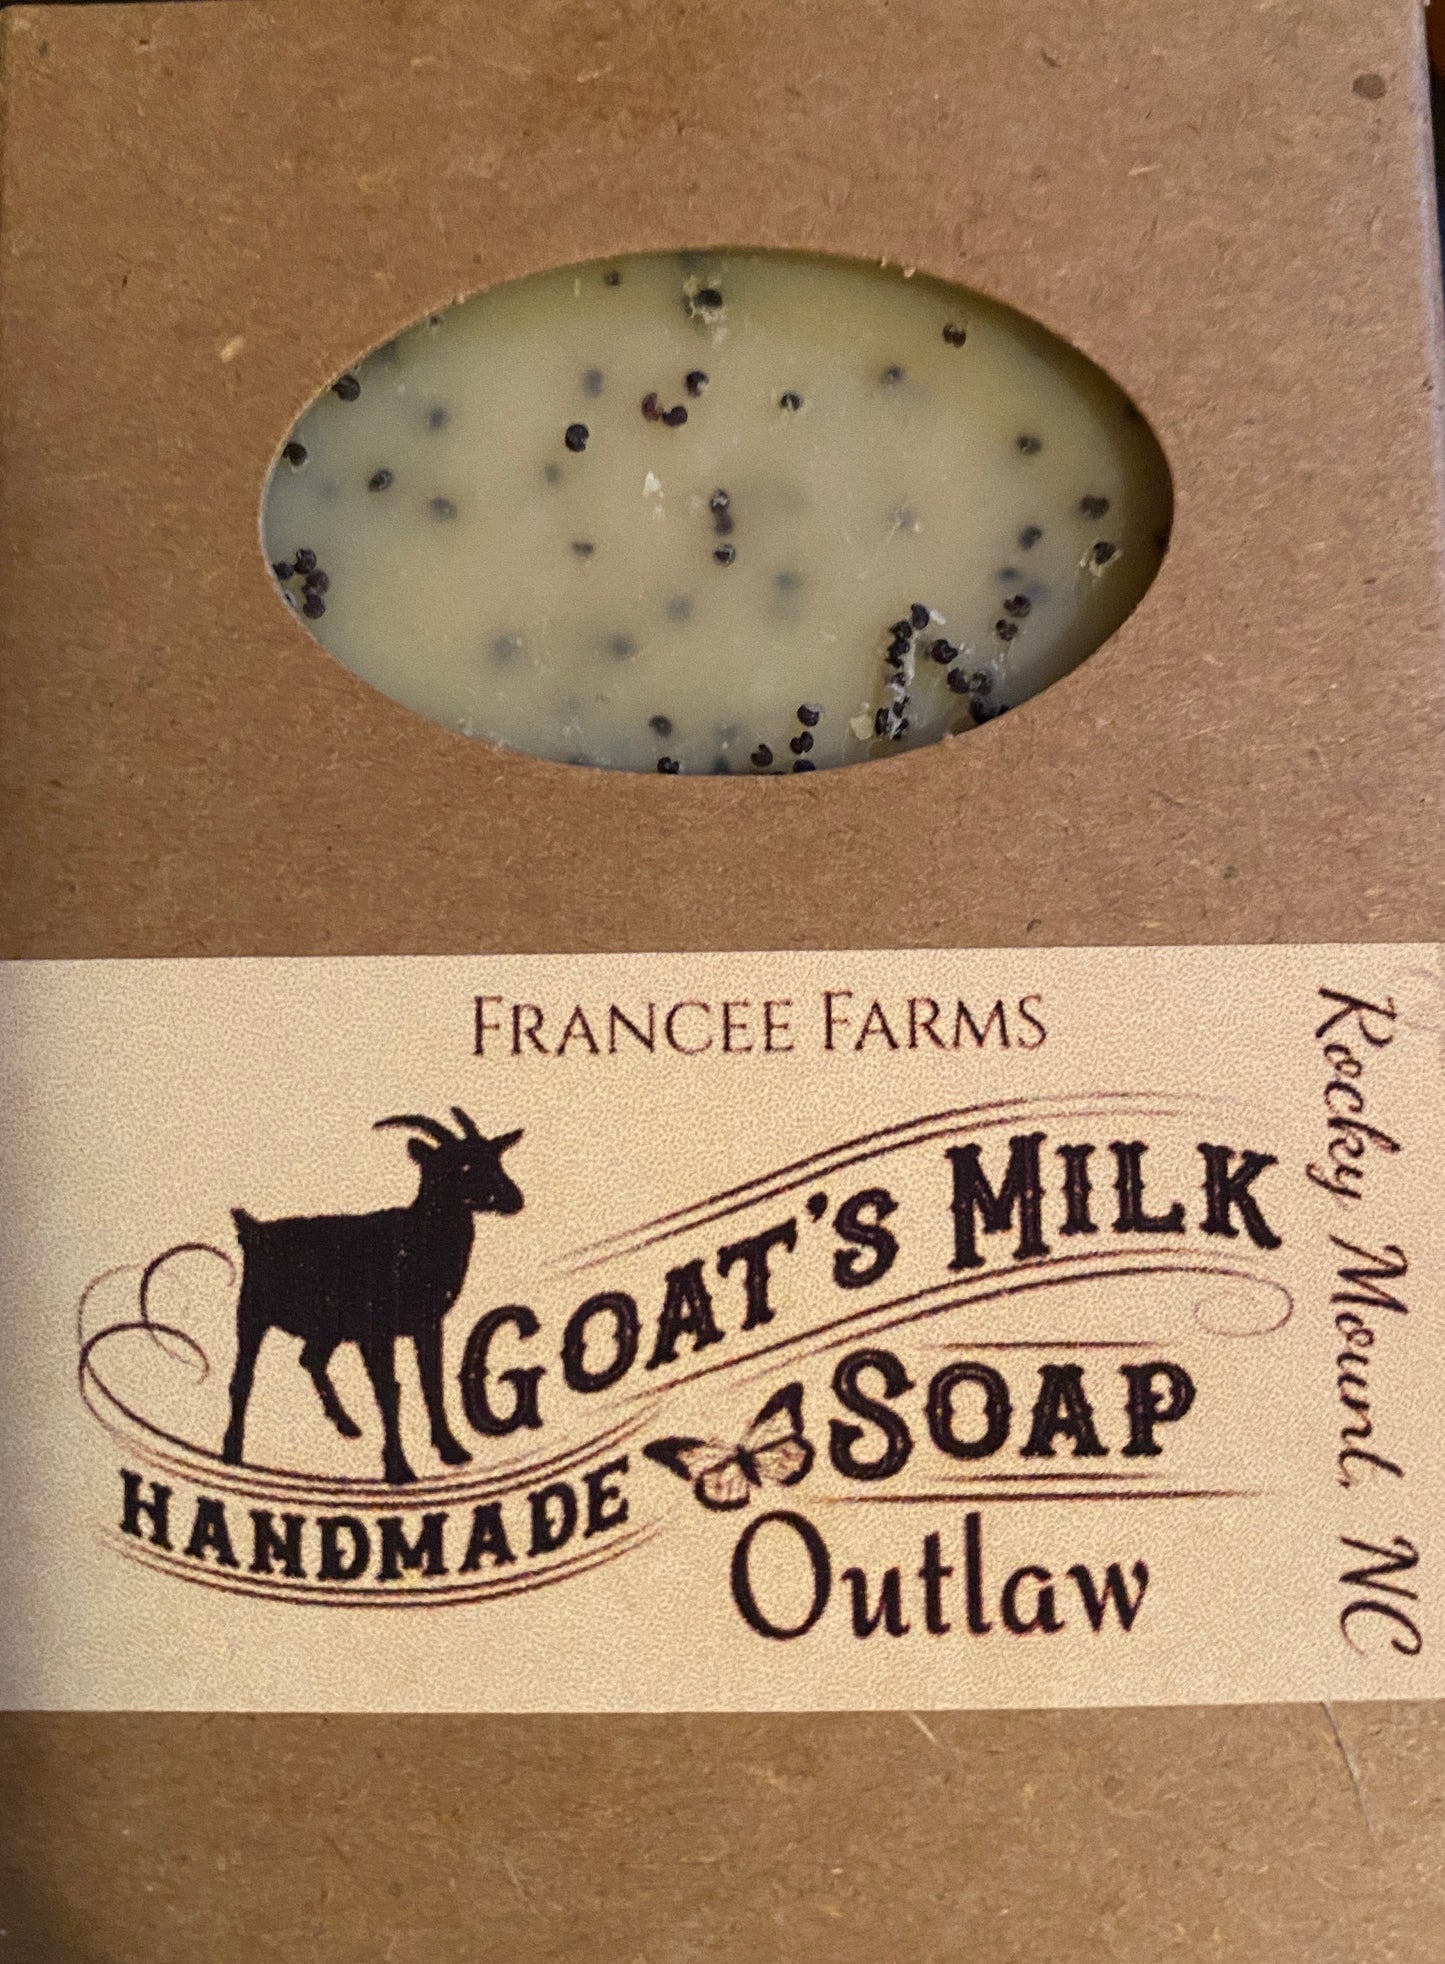 FRANCEE FARMS
GOAT'S MILK
SOAP
HANDMADE
Outlaw
Rocky Mount, NC